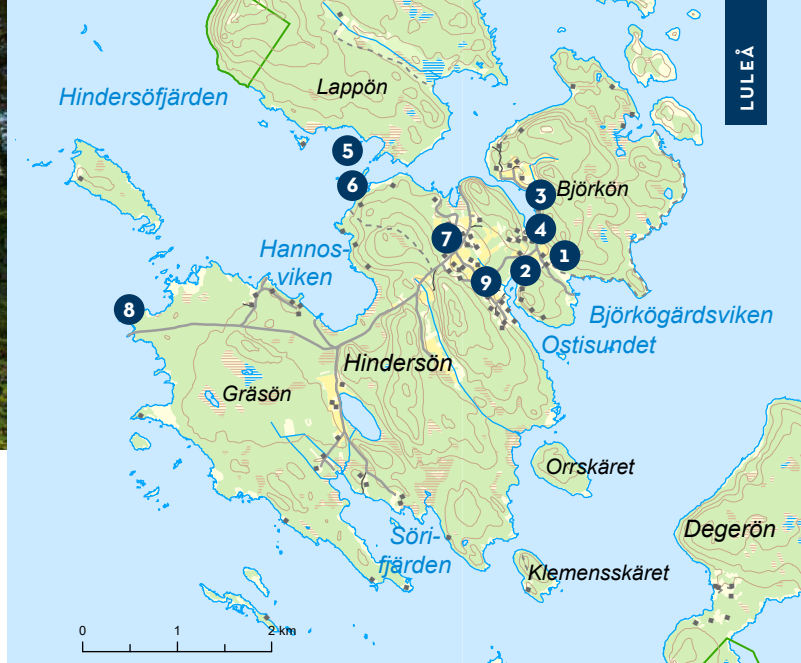 LULEÅ
Lappön
Hindersöfjärden
5
6
3
Björkön
4
7
Hannos-
viken
1
2
9
8
Björkögärdsviken
Ostisundet
Hindersön
Gräsön
Orrskäret
Degerön
Söri-
fjärden
Klemensskäret
0 1 2 km